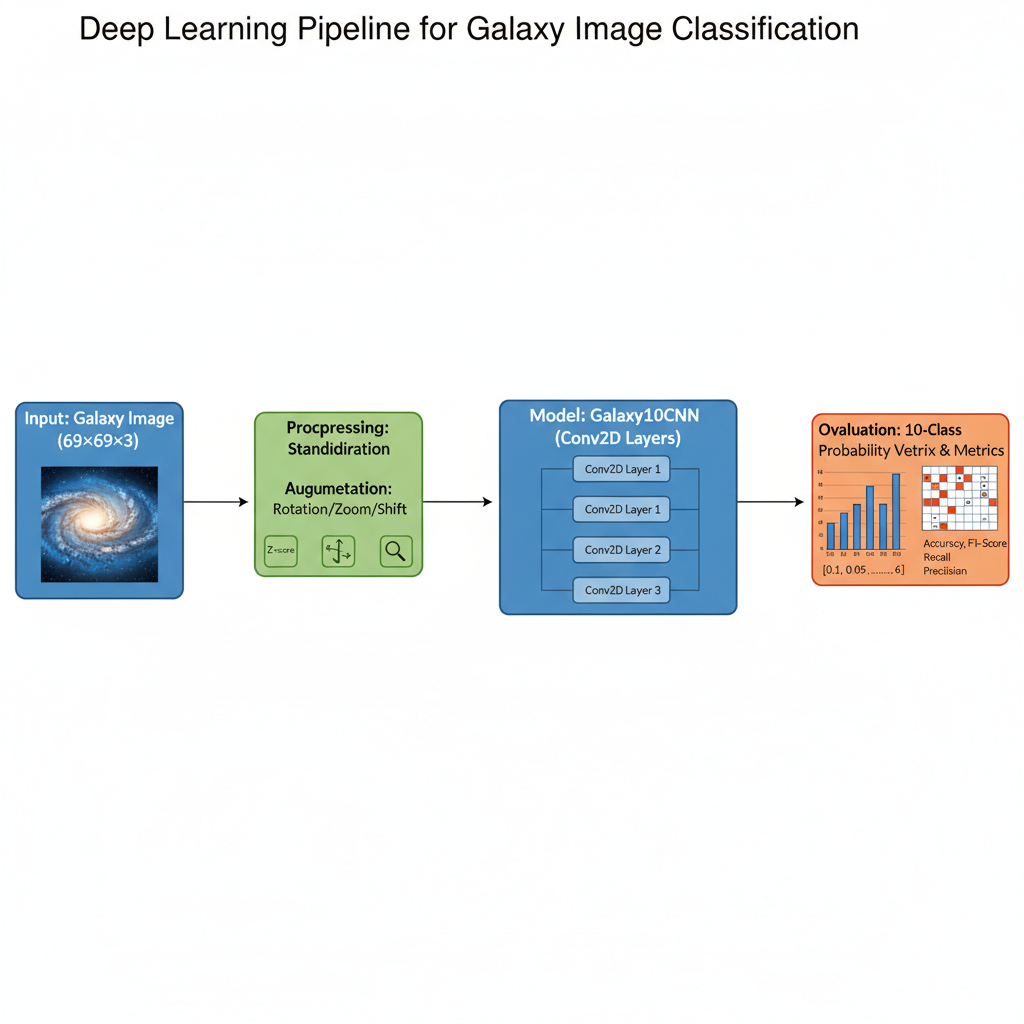 Deep Learning Pipeline for Galaxy Image Classification
Input: Galaxy Image
(69×69×3)
Procpressing:
Standidiration
Augumetation:
Rotation/Zoom/Shift
Z-score
Model: Galaxy10CNN
(Conv2D Layers)
Conv2D Layer 1
Conv2D Layer 1
Conv2D Layer 2
Conv2D Layer 3
Ovaluation: 10-Class
Probability Vetrix & Metrics
[0.1, 0.05, ........ 6]
Accurscy, FI-Score
Recall
Preciisian